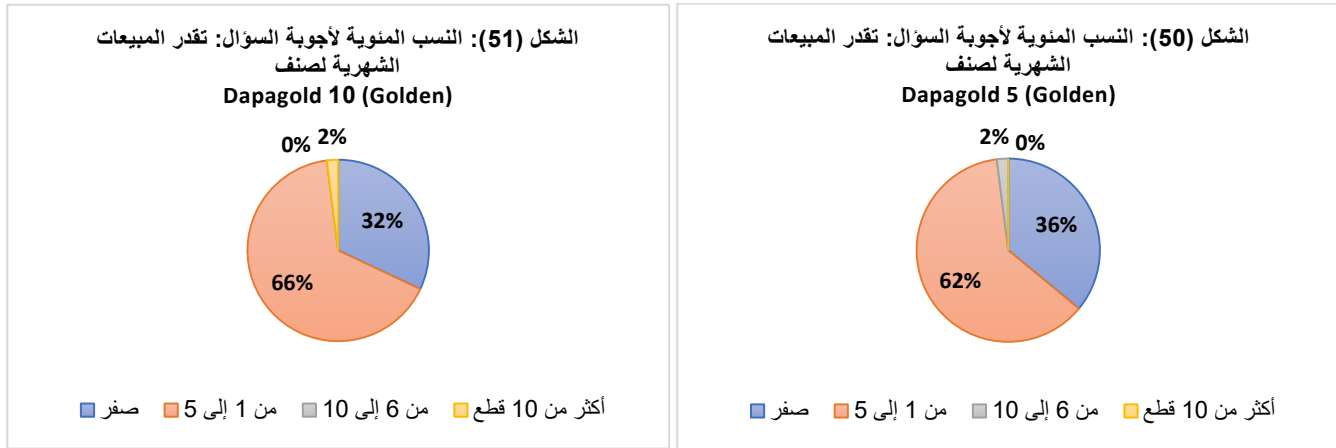 الشكل (50): النسب المئوية لأجوبة السؤال: تقدر المبيعات
الشهرية لصنف
Dapagold 5 (Golden)
2%
0%
36%
62%
صفر
من 1 إلى 5
من 6 إلى 10
أكثر من 10 قطع
الشكل (51): النسب المئوية لأجوبة السؤال: تقدر المبيعات
الشهرية لصنف
Dapagold 10 (Golden)
0%
2%
32%
66%
صفر
من 1 إلى 5
من 6 إلى 10
أكثر من 10 قطع